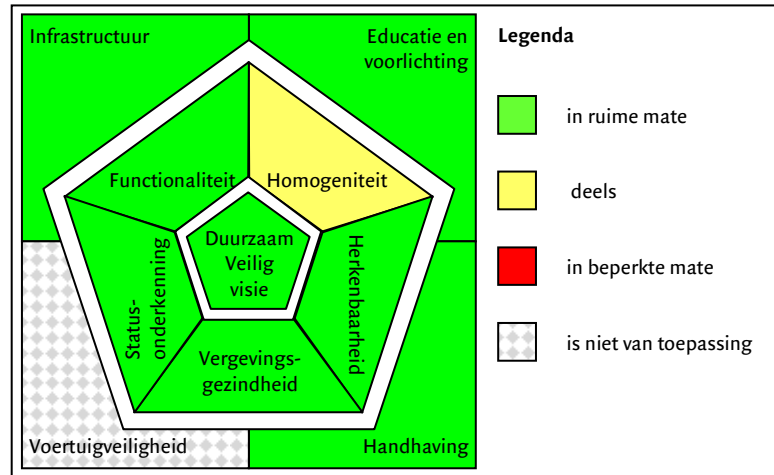 Infrastructuur
Educatie en
voorlichting
Functionaliteit
Homogeniteit
Duurzaam
Veilig
visie
Status-
onderkenning
Herkenbaarheid
Vergevings-
gezindheid
Voertuigveiligheid
Handhaving
Legenda
in ruime mate
deels
in beperkte mate
is niet van toepassing